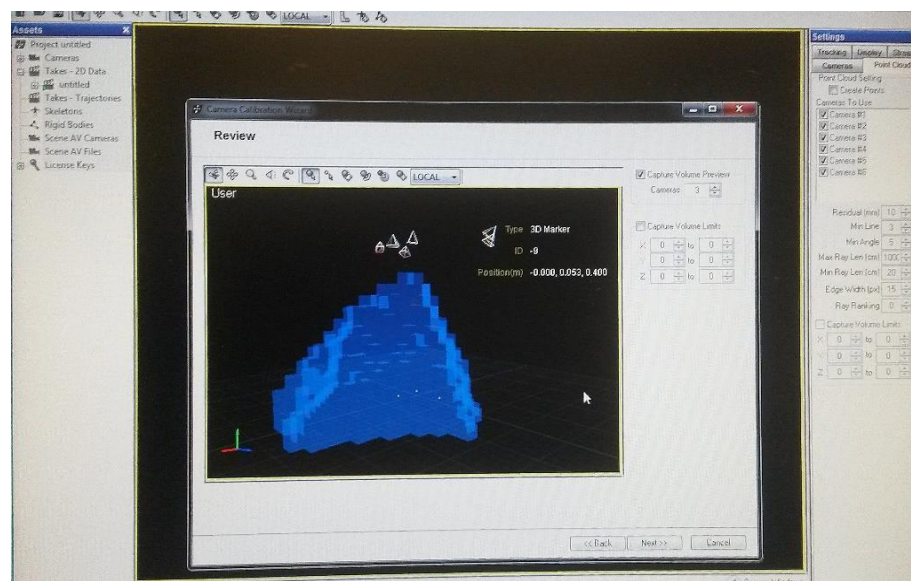 LOCAL
Assets x
Project untitled
Cameras
Takes - 2D Data
untitled
Takes - Trajectories
Skeletons
Rigid Bodies
Scene AV Cameras
Scene AV Files
License Keys
Camera Calibration Wizard
Review
LOCAL
User
Type 3D Marker
ID -9
Position(m) -0.000, 0.053, 0.400
Capture Volume Preview
Cameras 3
Capture Volume Limits
X 0 to 0
0 to 0
Z 0 to 0
<< Back Next >> Cancel
Settings
Tracking Display
Cameras Point Cloud
Point Cloud Setting
Create Points
Cameras To Use
Camera #1
Camera #2
Camera #3
Camera #4
Camera #5
Camera #6
Residual (mm) 10
Min Line 3
Min Angle 5
Max Ray Len (cm)
Min Ray Len (cm) 20
Edge Width (px) 15
Ray Ranking 0
Capture Volume Limits
X 0 to 0
0 to 0
Z 0 to 0